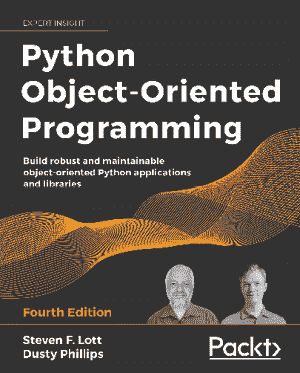 EXPERT INSIGHT
Python
Object-Oriented
Programming
Build robust and maintainable
object-oriented Python applications
and libraries
Fourth Edition
Steven F. Lott
Dusty Phillips
Packt>